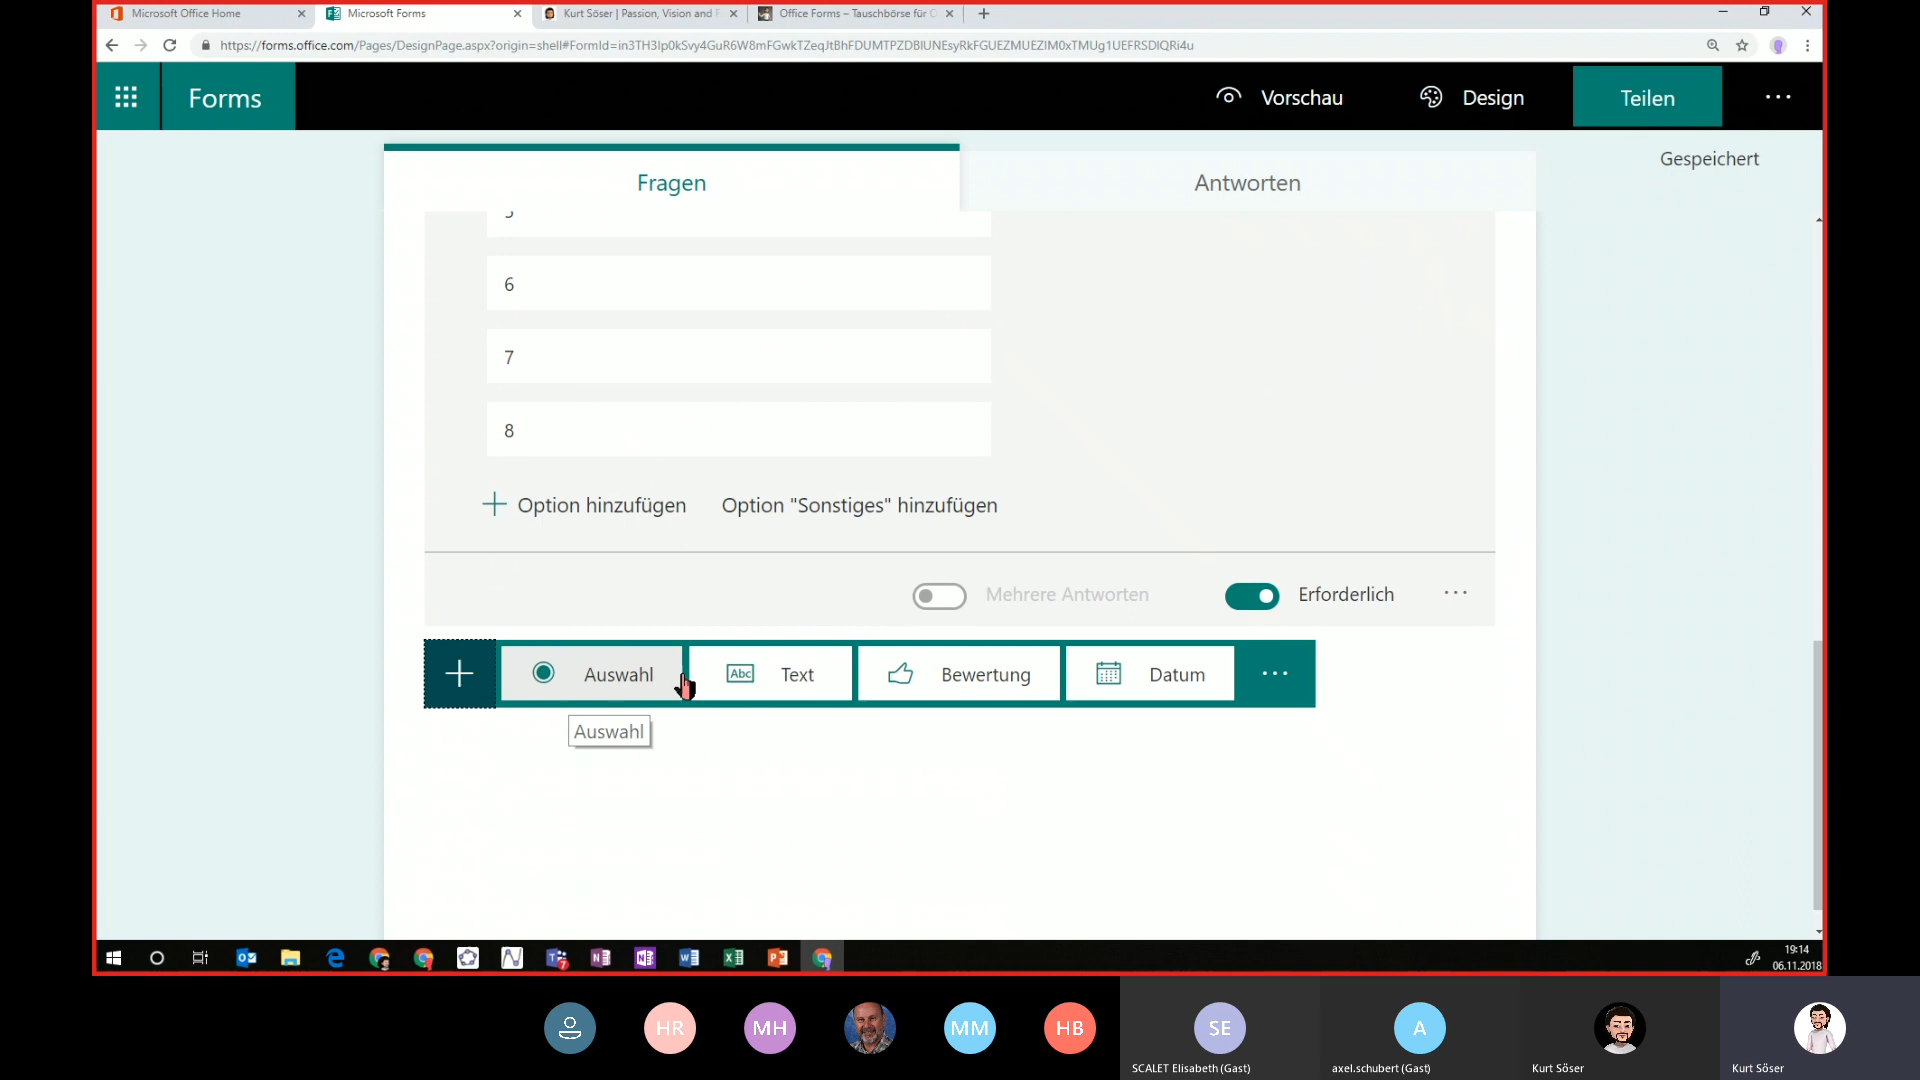 Microsoft Office Home
Microsoft Forms
Kurt Söser | Passion, Vision and F
Office Forms – Tauschbörse für O
https://forms.office.com/Pages/DesignPage.aspx?origin=shell#FormId=in3TH3Ip0kSvy4GuR6W8mFGwkTZeqJtBhFDUMTPZDBIUNEsyRkFGUEZMUEZIM0xTMUg1UEFRSDIQRi4u
Forms
Vorschau
Design
Teilen
Gespeichert
Fragen
Antworten
6
7
8
Option hinzufügen
Option "Sonstiges" hinzufügen
Mehrere Antworten
Erforderlich
Auswahl
Abc
Text
Bewertung
Datum
Auswahl
19:14
06.11.2018
HR
MH
MM
HB
SE
A
SCALET Elisabeth (Gast)
axel.schubert (Gast)
Kurt Söser
Kurt Söser